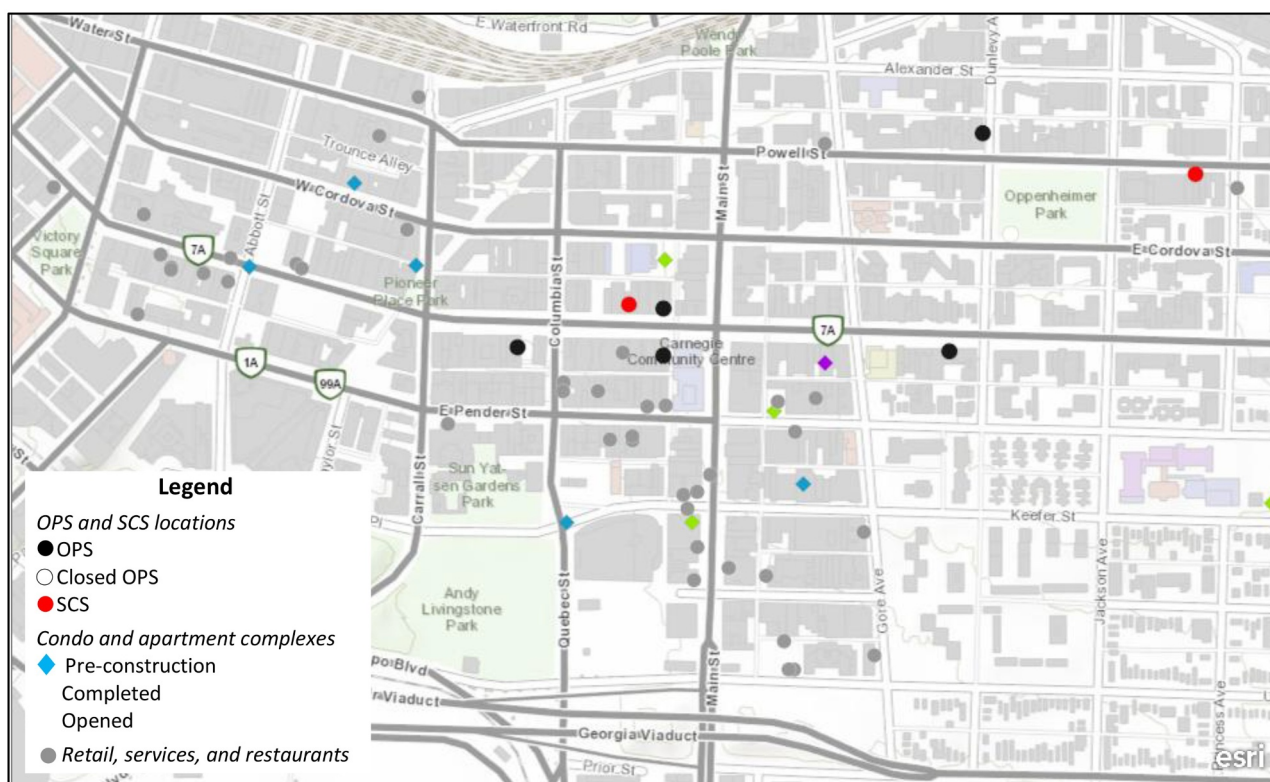 E Waterfront Rd
Wendy
Poole Park
Water St
Alexander St
Dunlevy A
Trounce Alley
Powell St
W Cordova St
Main St
Abbott St
Oppenheimer
Park
Victory
Square
Park
7A
E Cordova St
Pioneer
Place Park
Columbia St
7A
Carnegie
Community Centre
1A
99A
E Pender St
Sun Yat-
sen Gardens
Park
Carrall St
Keefer St
Andy
Livingstone
Park
Quebec St
Gore Ave
Jackson Ave
Main St
Georgia Viaduct
Prior St
esri
Legend
OPS and SCS locations
OPS
Closed OPS
SCS
Condo and apartment complexes
Pre-construction
Completed
Opened
Retail, services, and restaurants